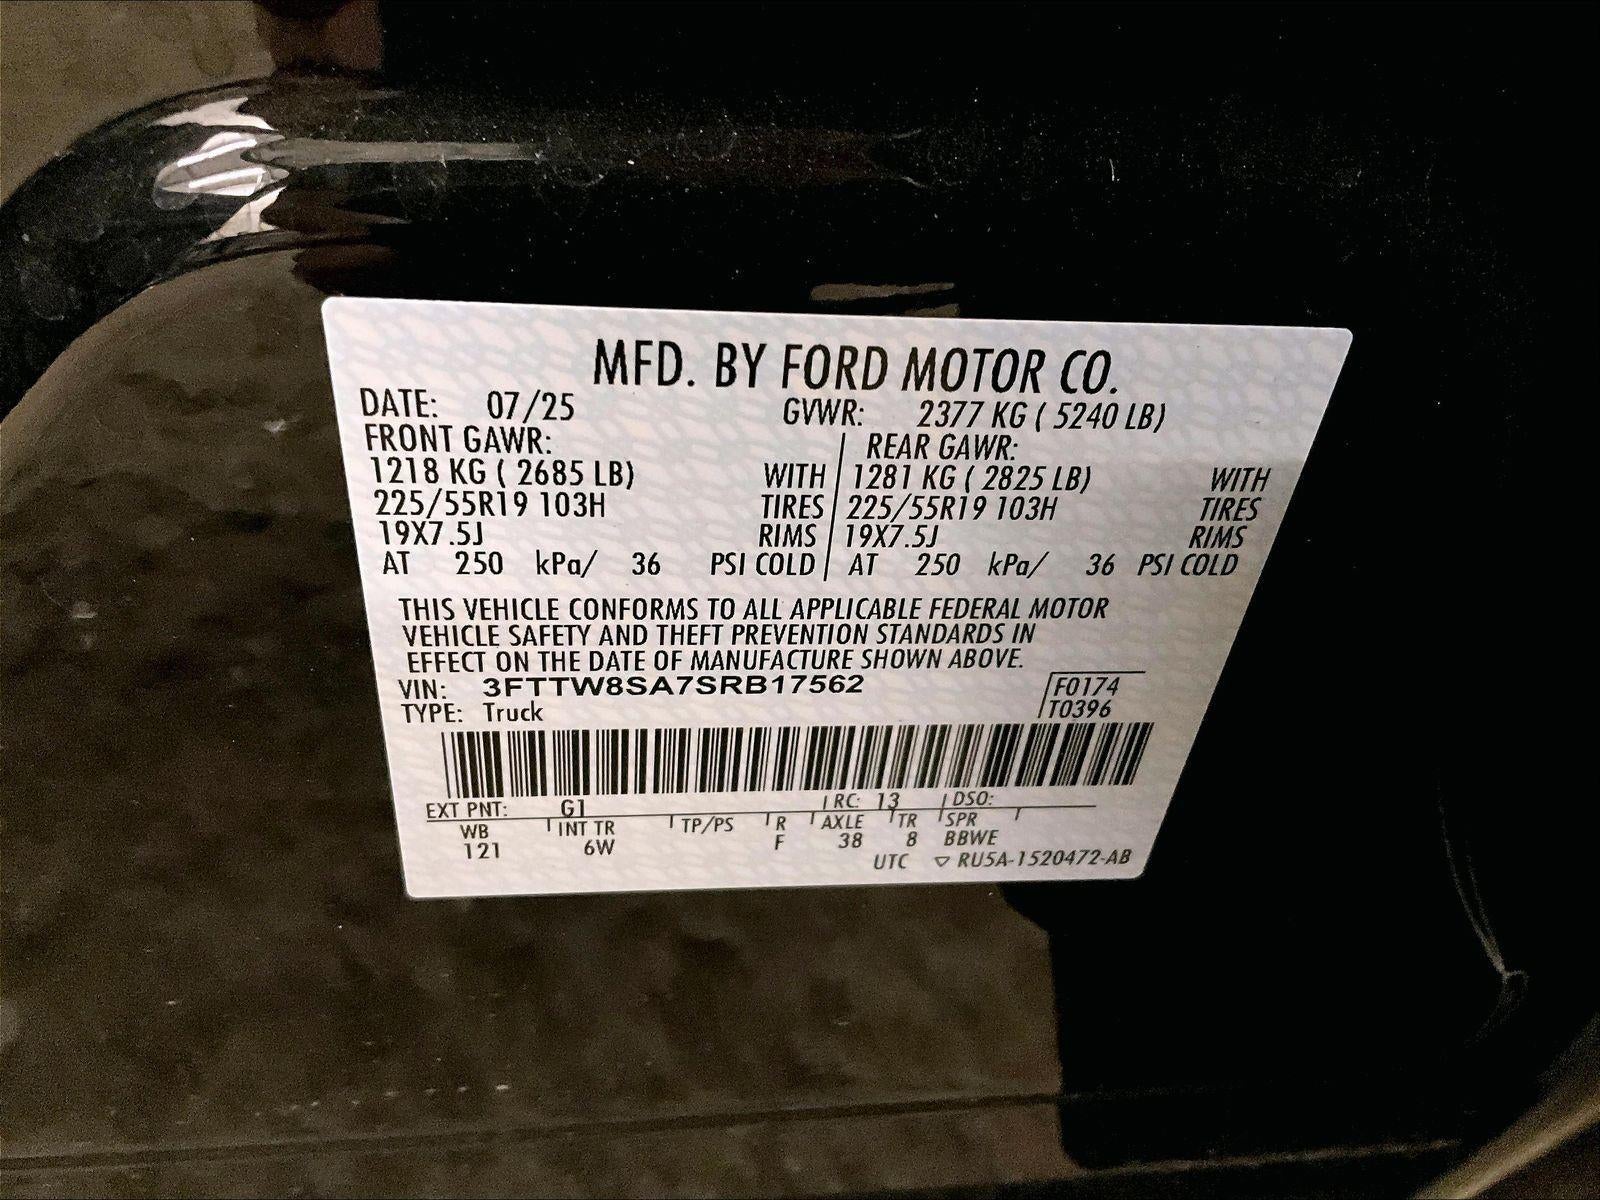 MFD. BY FORD MOTOR CO.
DATE: 07/25 GVWR: 2377 KG ( 5240 LB)
FRONT GAWR: REAR GAWR:
1218 KG ( 2685 LB) WITH 1281 KG ( 2825 LB) WITH
225/55R19 103H TIRES 225/55R19 103H TIRES
19X7.5J RIMS 19X7.5J RIMS
AT 250 kPa/ 36 PSI COLD AT 250 kPa/ 36 PSI COLD
THIS VEHICLE CONFORMS TO ALL APPLICABLE FEDERAL MOTOR
VEHICLE SAFETY AND THEFT PREVENTION STANDARDS IN
EFFECT ON THE DATE OF MANUFACTURE SHOWN ABOVE.
VIN: 3FTTW8SA7SRB17562 F0174
TYPE: Truck T0396
EXT PNT: G1 RC: 13 DSO:
WB INT TR TP/PS R AXLE TR SPR
121 6W F 38 8 BBWE
UTC ▽ RU5A-1520472-AB